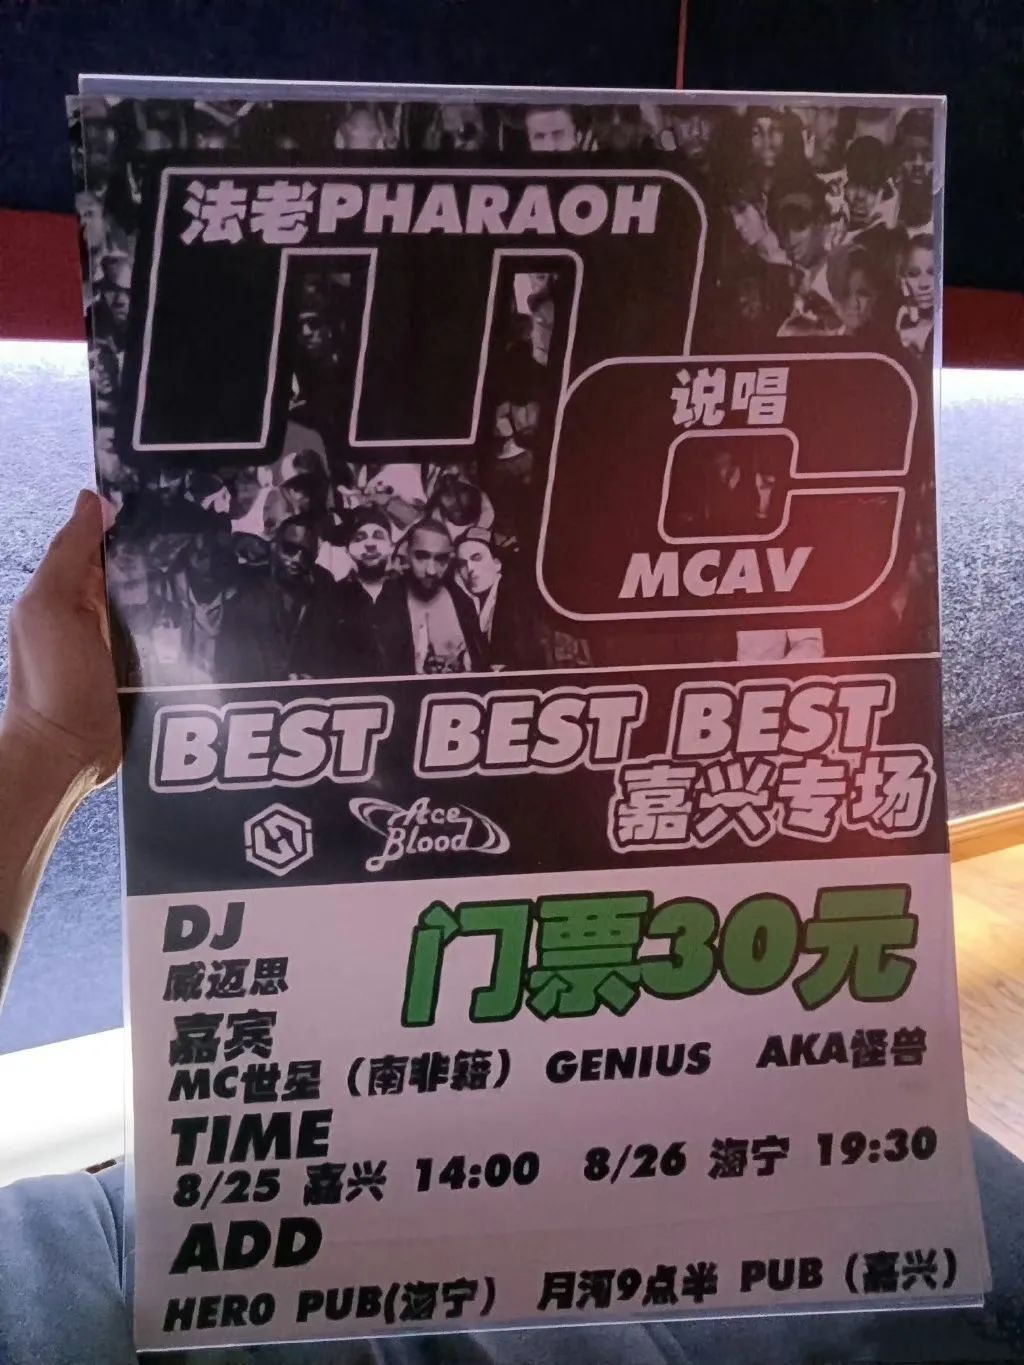 法老PHARAOH
mc
说唱
MCAV
BEST BEST BEST
嘉兴专场
Ace
Blood
DJ
威迈思
门票30元
嘉宾
MC世星（南非籍） GENIUS AKA怪兽
TIME
8/25 嘉兴 14:00 8/26 海宁 19:30
ADD
HERO PUB(海宁） 月河9点半 PUB（嘉兴）